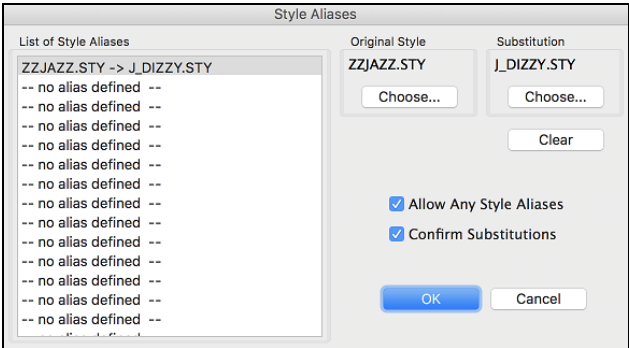 Style Aliases
List of Style Aliases
ZZJAZZ.STY -> J_DIZZY.STY
-- no alias defined --
-- no alias defined --
-- no alias defined --
-- no alias defined --
-- no alias defined --
-- no alias defined --
-- no alias defined --
-- no alias defined --
-- no alias defined --
-- no alias defined --
-- no alias defined --
-- no alias defined --
-- no alias defined --
-- no alias defined --
Original Style
ZZJAZZ.STY
Choose...
Substitution
J_DIZZY.STY
Choose...
Clear
Allow Any Style Aliases
Confirm Substitutions
OK
Cancel